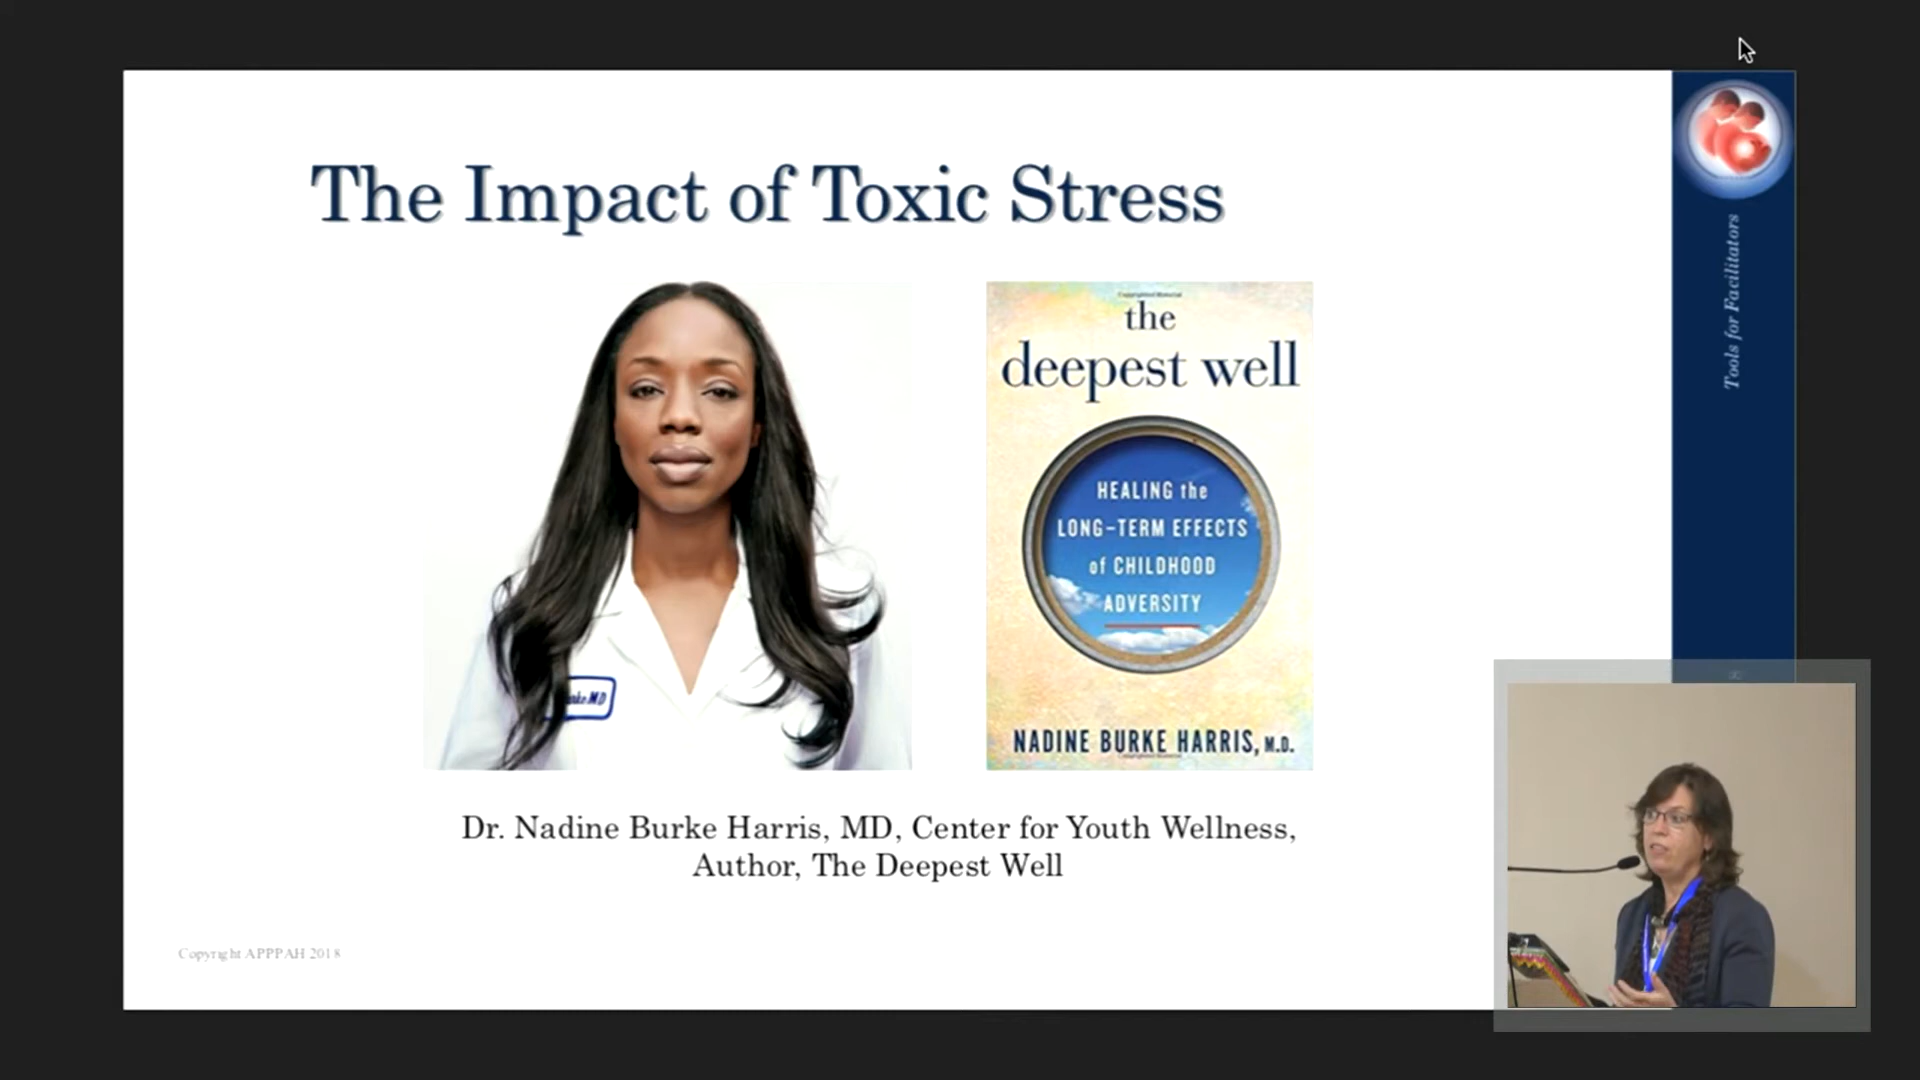 The Impact of Toxic Stress
the
deepest well
HEALING the
LONG-TERM EFFECTS
of CHILDHOOD
ADVERSITY
NADINE BURKE HARRIS, M.D.
Dr. Nadine Burke Harris, MD, Center for Youth Wellness,
Author, The Deepest Well
Copyright APPPAH 2018
Tools for Facilitators